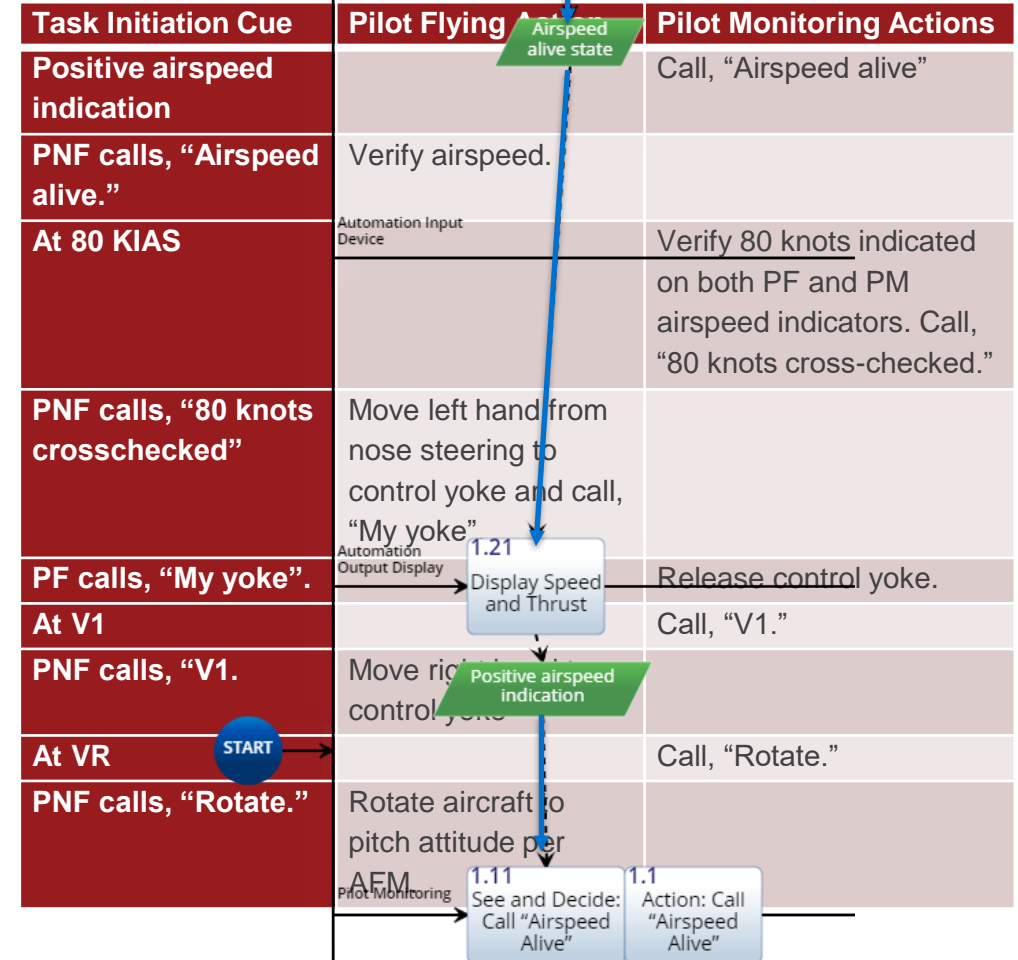 Task Initiation Cue
Pilot Flying
Pilot Monitoring Actions
Airspeed
alive state
Positive airspeed
indication
Call, “Airspeed alive”
PNF calls, “Airspeed
alive.”
Verify airspeed.
At 80 KIAS
Automation Input
Device
Verify 80 knots indicated
on both PF and PM
airspeed indicators. Call,
“80 knots cross-checked.”
PNF calls, “80 knots
crosschecked”
Move left hand from
nose steering to
control yoke and call,
“My yoke”
Automation
Output Display
1.21
Display Speed
and Thrust
PF calls, “My yoke”.
Release control yoke.
At V1
Call, “V1.”
PNF calls, “V1.
Move
control yoke
Positive airspeed
indication
At VR
START
Call, “Rotate.”
PNF calls, “Rotate.”
Rotate aircraft to
pitch attitude per
AFM.
Pilot Monitoring
1.11
See and Decide:
Call “Airspeed
Alive”
1.1
Action: Call
“Airspeed
Alive”